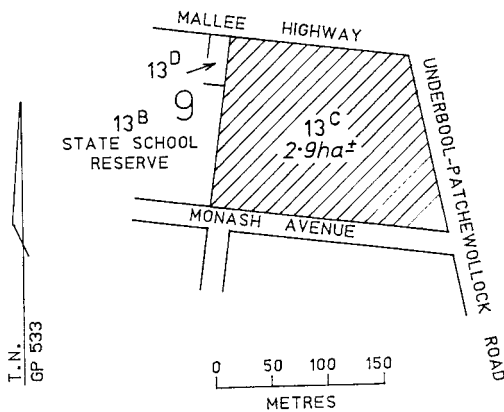 MALLEE HIGHWAY
13D
9
13B
STATE SCHOOL
RESERVE
13C
2·9ha±
UNDERBOOL-PATCHEWOLLOCK ROAD
MONASH AVENUE
T.N.
GP 533
0 50 100 150
METRES